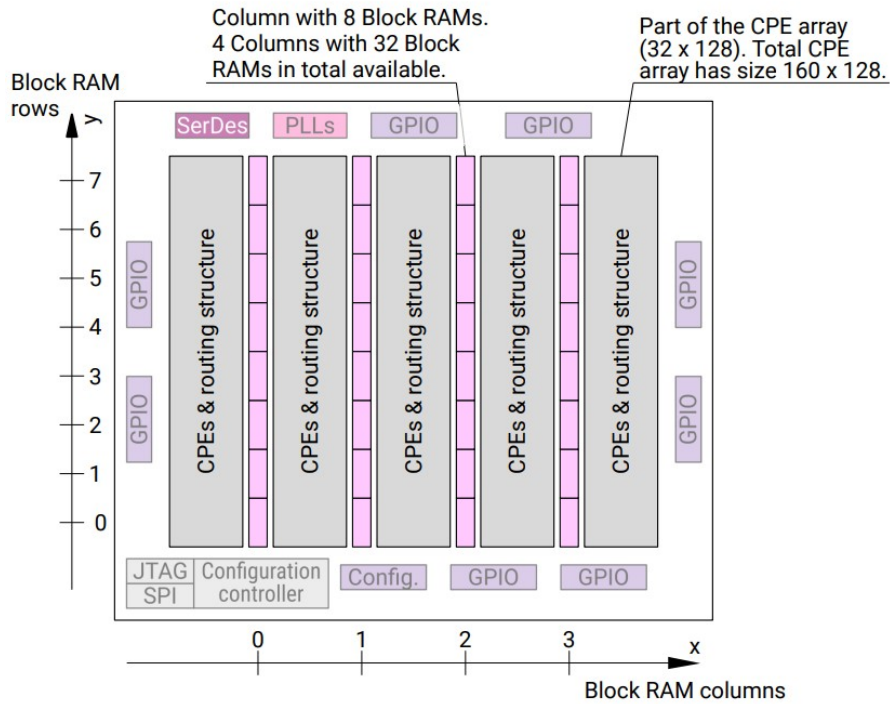 Column with 8 Block RAMs.
4 Columns with 32 Block
RAMs in total available.
Part of the CPE array
(32 x 128). Total CPE
array has size 160 x 128.
Block RAM
rows
y
SerDes
PLLs
GPIO
GPIO
7
6
5
4
3
2
1
0
GPIO
GPIO
CPEs & routing structure
CPEs & routing structure
CPEs & routing structure
CPEs & routing structure
CPEs & routing structure
GPIO
GPIO
JTAG
SPI
Configuration
controller
Config.
GPIO
GPIO
0
1
2
3
x
Block RAM columns